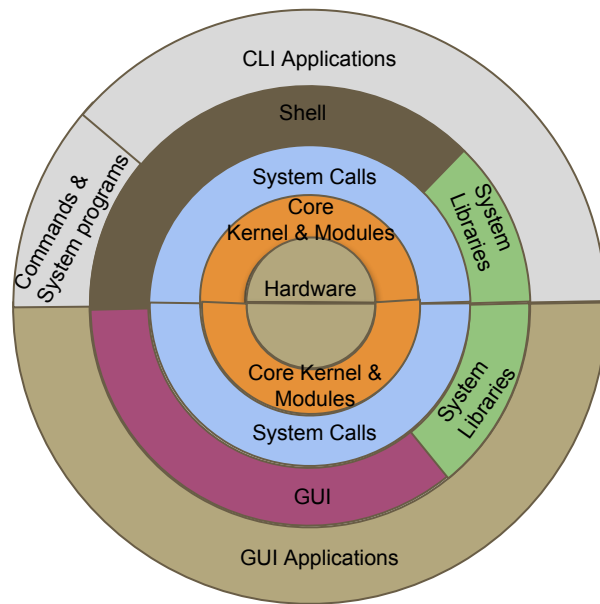 CLI Applications
Shell
Commands &
System programs
System Calls
System
Libraries
Core
Kernel & Modules
Hardware
Core Kernel &
Modules
System Calls
System
Libraries
GUI
GUI Applications